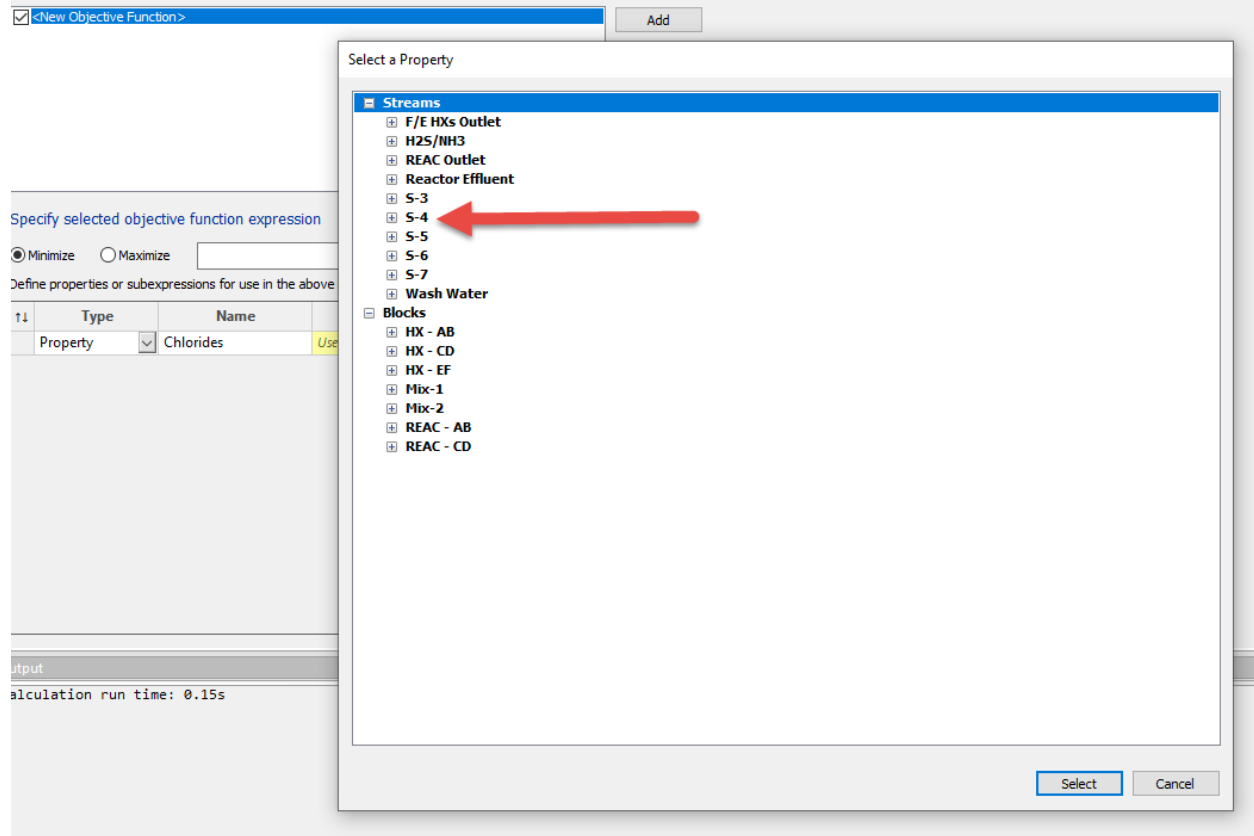 <New Objective Function>
Add
Select a Property
Streams
F/E HXs Outlet
H2S/NH3
REAC Outlet
Reactor Effluent
S-3
S-4
S-5
S-6
S-7
Wash Water
Blocks
HX - AB
HX - CD
HX - EF
Mix-1
Mix-2
REAC - AB
REAC - CD
Select Cancel
Specify selected objective function expression
Minimize Maximize
Define properties or subexpressions for use in the above
Type Name
Property Chlorides Use
utput
alculation run time: 0.15s